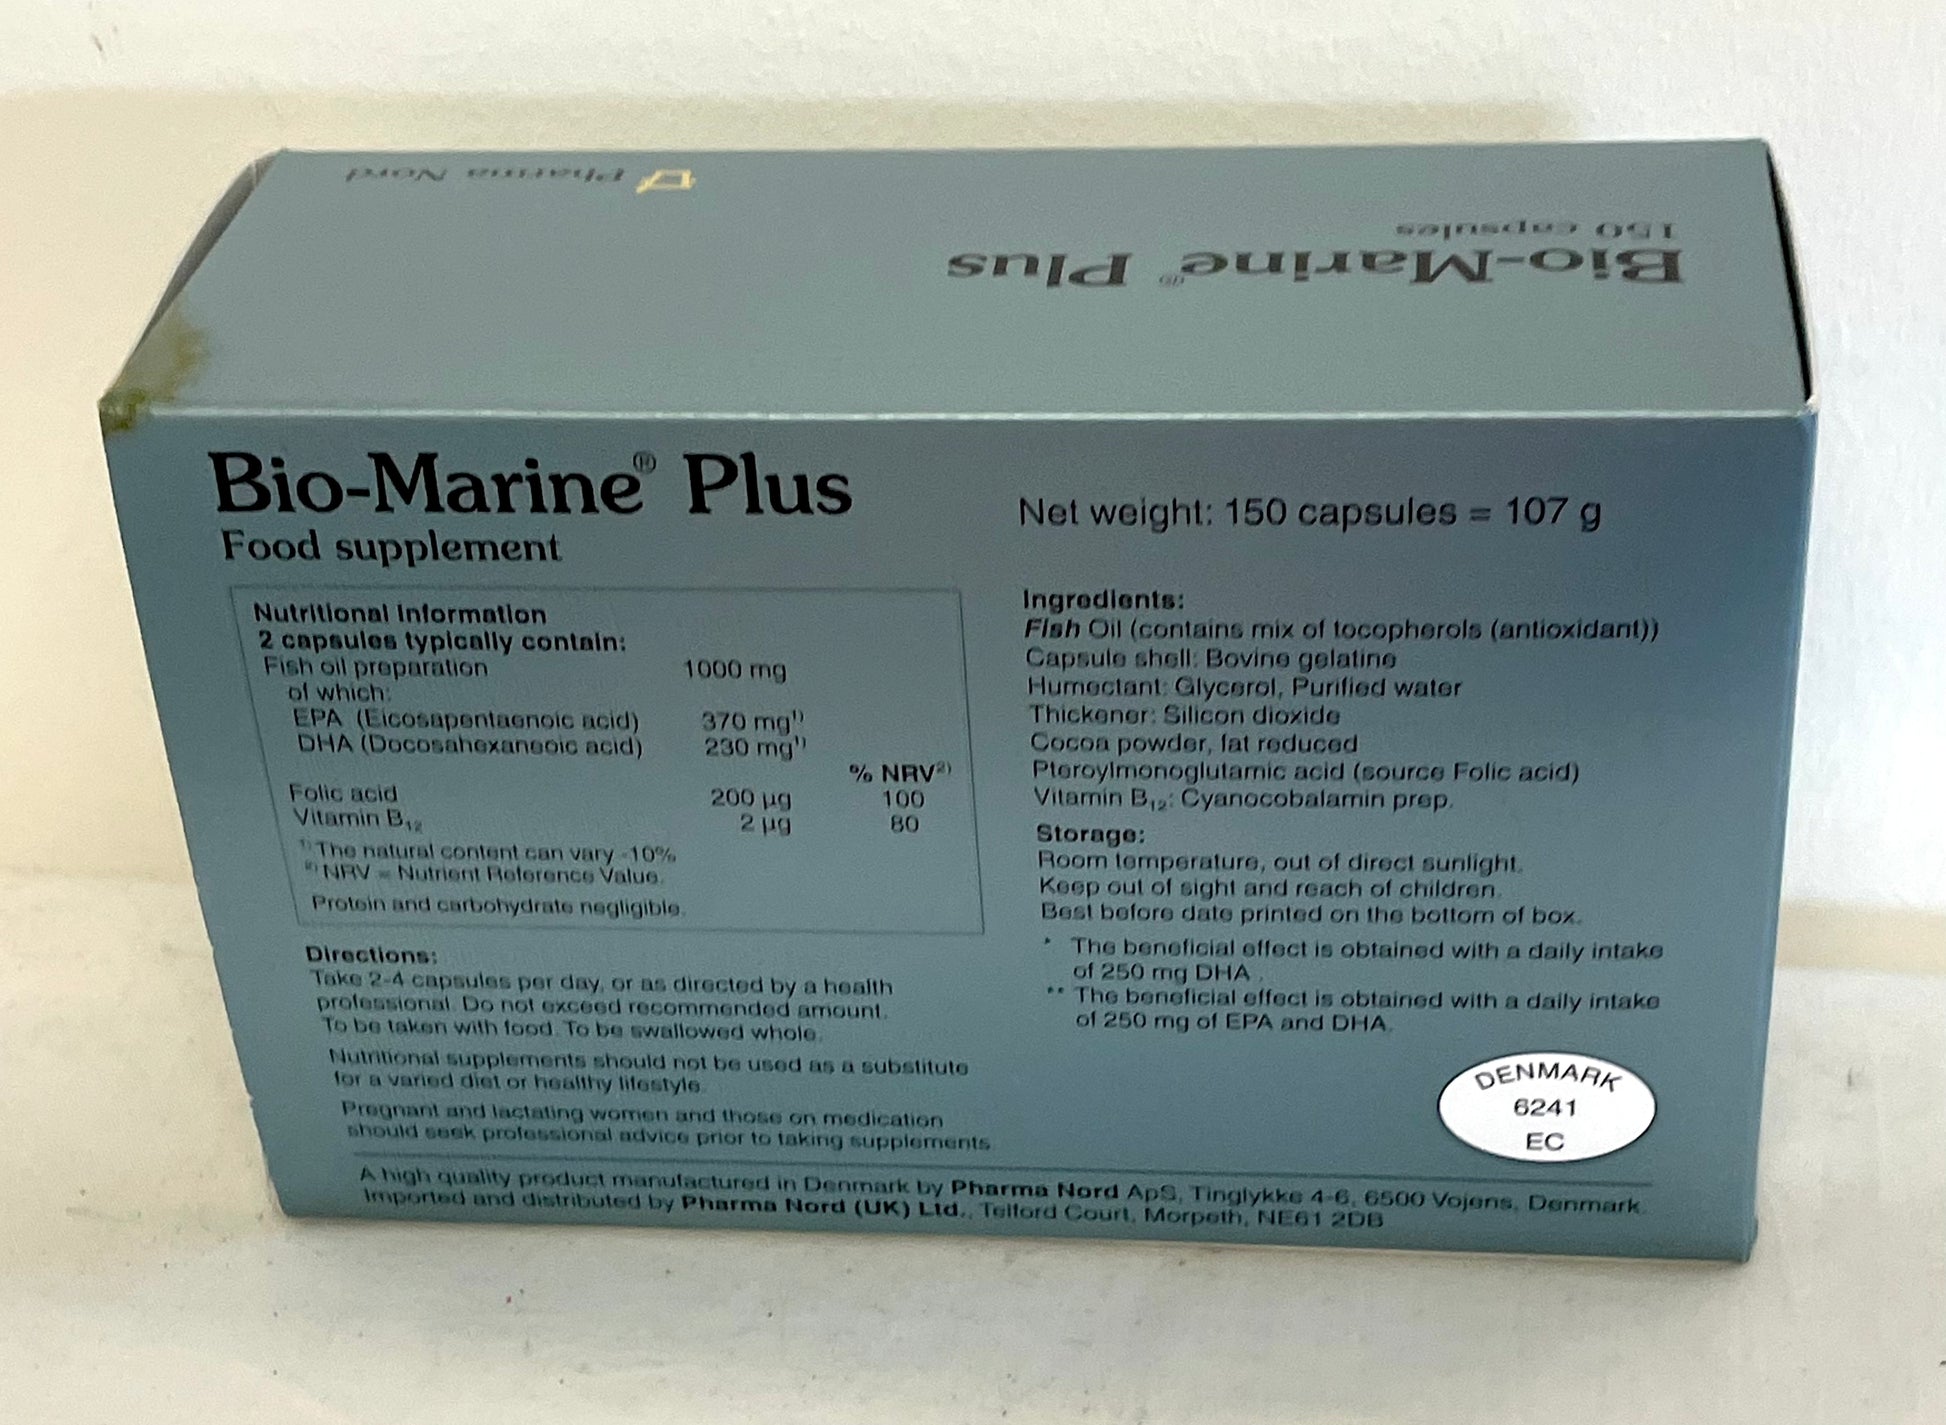 Pharma Nord
150 capsules
Bio-Marine® Plus
Bio-Marine® Plus
Food supplement
Net weight: 150 capsules = 107 g
Nutritional information
2 capsules typically contain:
Fish oil preparation 1000 mg
of which:
EPA (Eicosapentaenoic acid) 370 mg¹⁾
DHA (Docosahexaneoic acid) 230 mg¹⁾
% NRV²⁾
Folic acid 200 µg 100
Vitamin B₁₂ 2 µg 80
¹⁾ The natural content can vary -10%
²⁾ NRV = Nutrient Reference Value.
Protein and carbohydrate negligible.
Directions:
Take 2-4 capsules per day, or as directed by a health
professional. Do not exceed recommended amount.
To be taken with food. To be swallowed whole.
Nutritional supplements should not be used as a substitute
for a varied diet or healthy lifestyle.
Pregnant and lactating women and those on medication
should seek professional advice prior to taking supplements
Ingredients:
Fish Oil (contains mix of tocopherols (antioxidant))
Capsule shell: Bovine gelatine
Humectant: Glycerol, Purified water
Thickener: Silicon dioxide
Cocoa powder, fat reduced
Pteroylmonoglutamic acid (source Folic acid)
Vitamin B₁₂: Cyanocobalamin prep.
Storage:
Room temperature, out of direct sunlight.
Keep out of sight and reach of children.
Best before date printed on the bottom of box.
* The beneficial effect is obtained with a daily intake
of 250 mg DHA.
** The beneficial effect is obtained with a daily intake
of 250 mg of EPA and DHA.
DENMARK
6241
EC
A high quality product manufactured in Denmark by Pharma Nord ApS, Tinglykke 4-6, 6500 Vojens, Denmark.
Imported and distributed by Pharma Nord (UK) Ltd., Telford Court, Morpeth, NE61 2DB